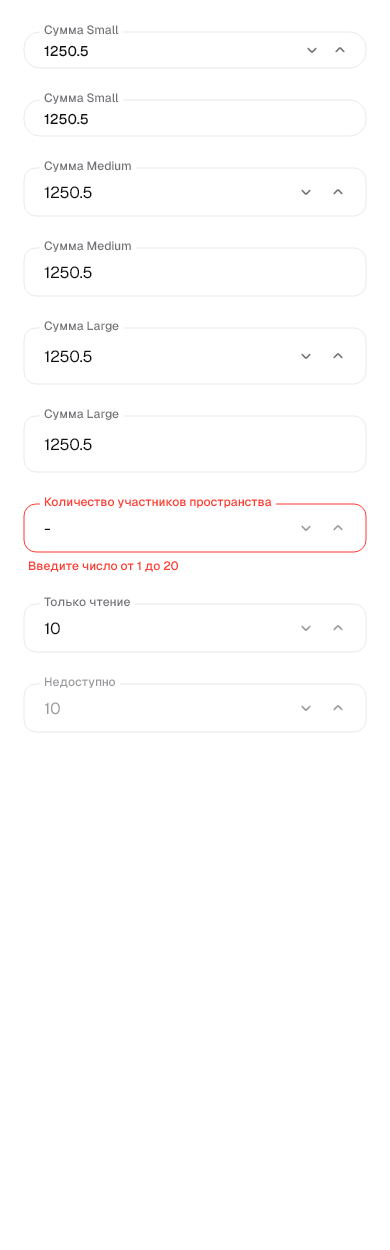 Сумма Small
1250.5
Сумма Small
1250.5
Сумма Medium
1250.5
Сумма Medium
1250.5
Сумма Large
1250.5
Сумма Large
1250.5
Количество участников пространства
-
Введите число от 1 до 20
Только чтение
10
Недоступно
10